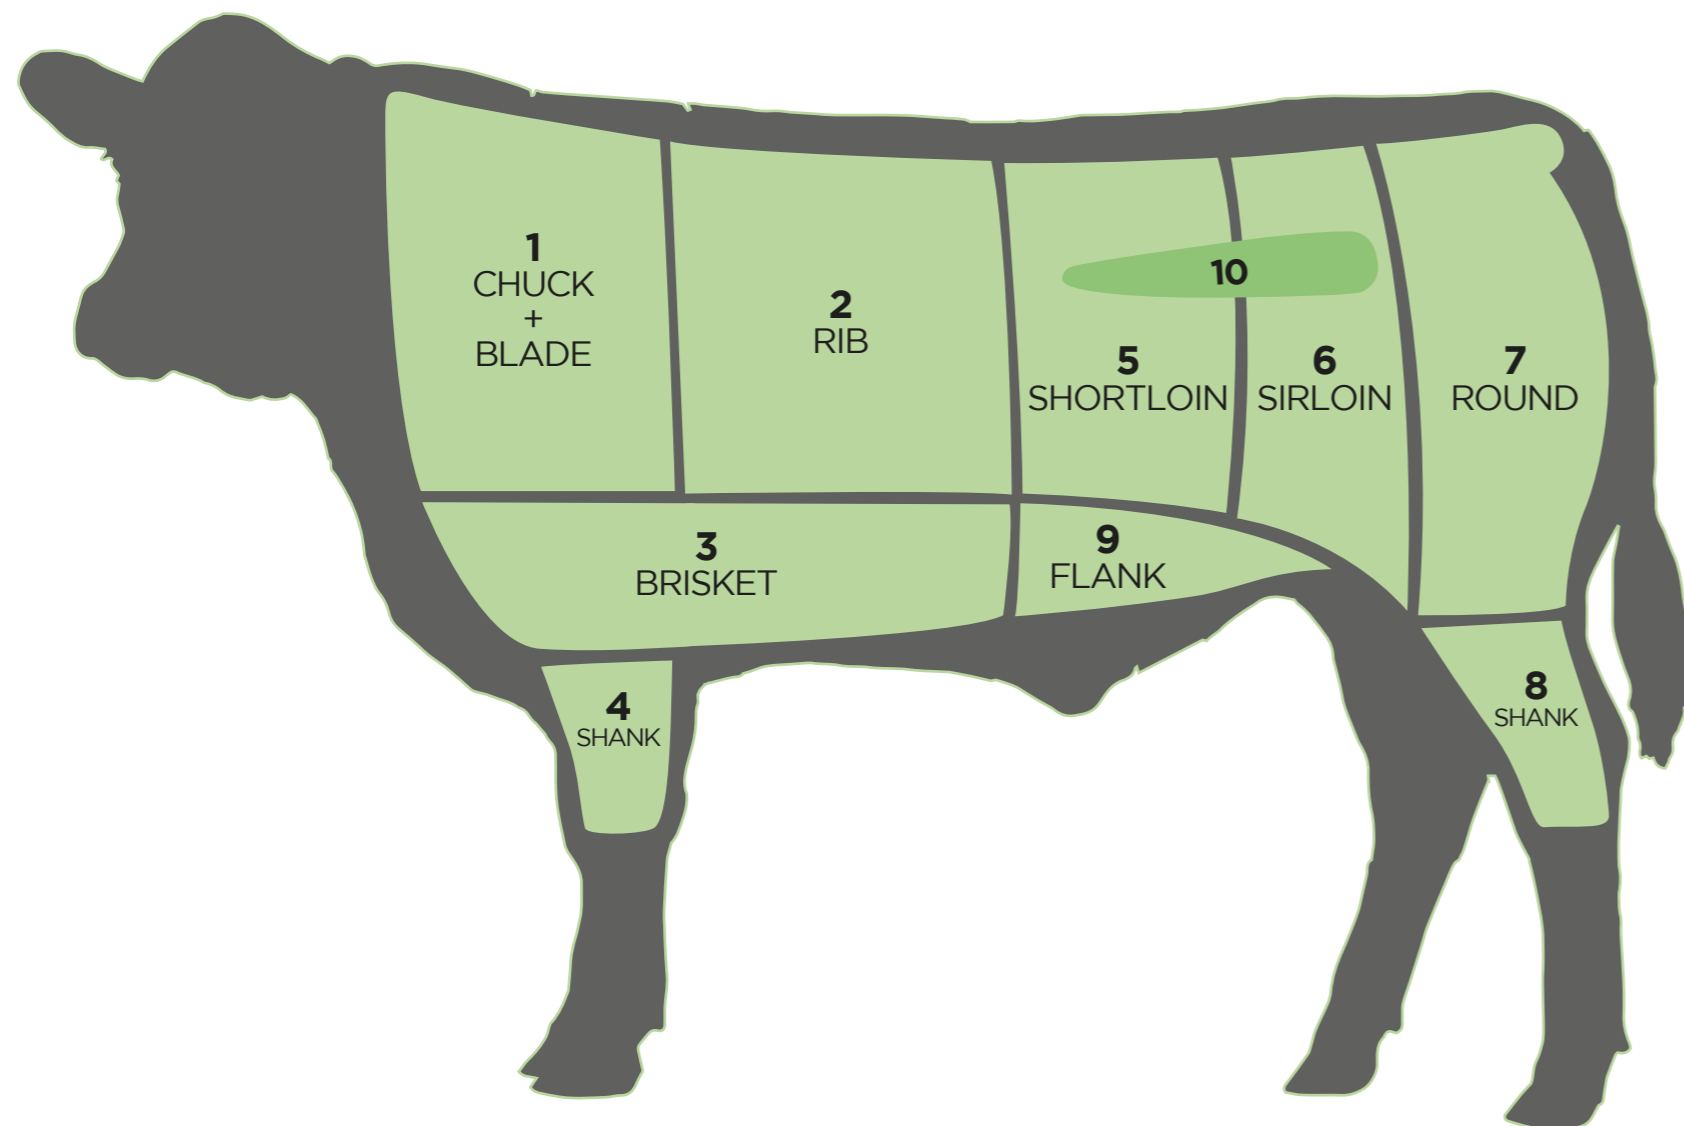 1
CHUCK
+
BLADE
2
RIB
3
BRISKET
4
SHANK
5
SHORTLOIN
6
SIRLOIN
7
ROUND
8
SHANK
9
FLANK
10